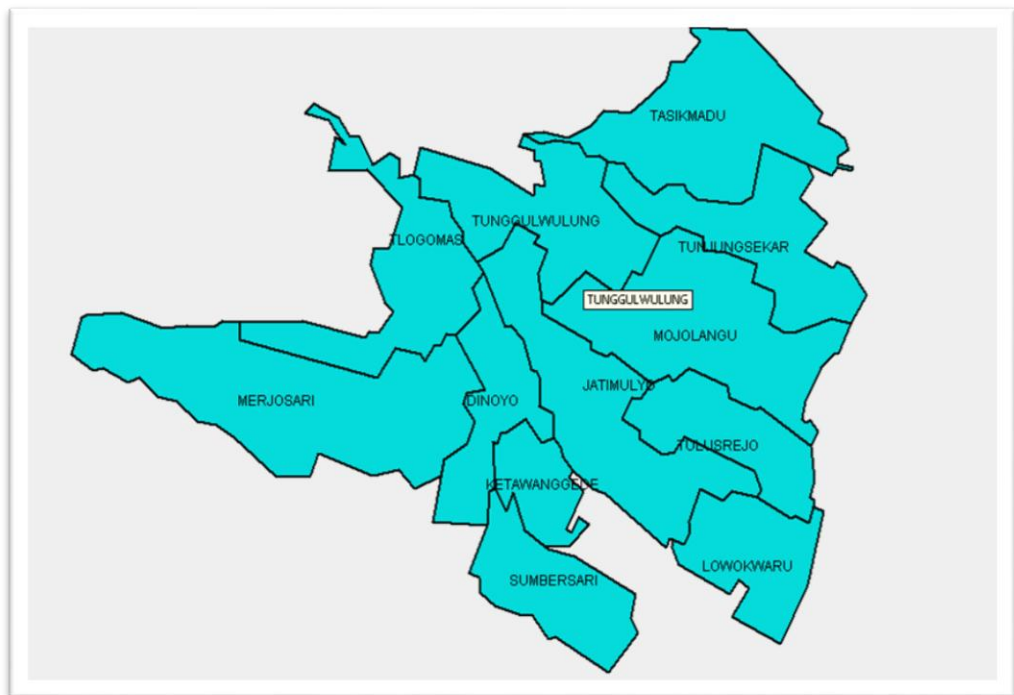 TASIKMADU
TUNGGULWULUNG
TLOGOMAS
TUNJUNGSEKAR
TUNGGULWULUNG
MOJOLANGU
JATIMULYO
MERJOSARI
DINOYO
TULUSREJO
KETAWANGGEDE
LOWOKWARU
SUMBERSARI